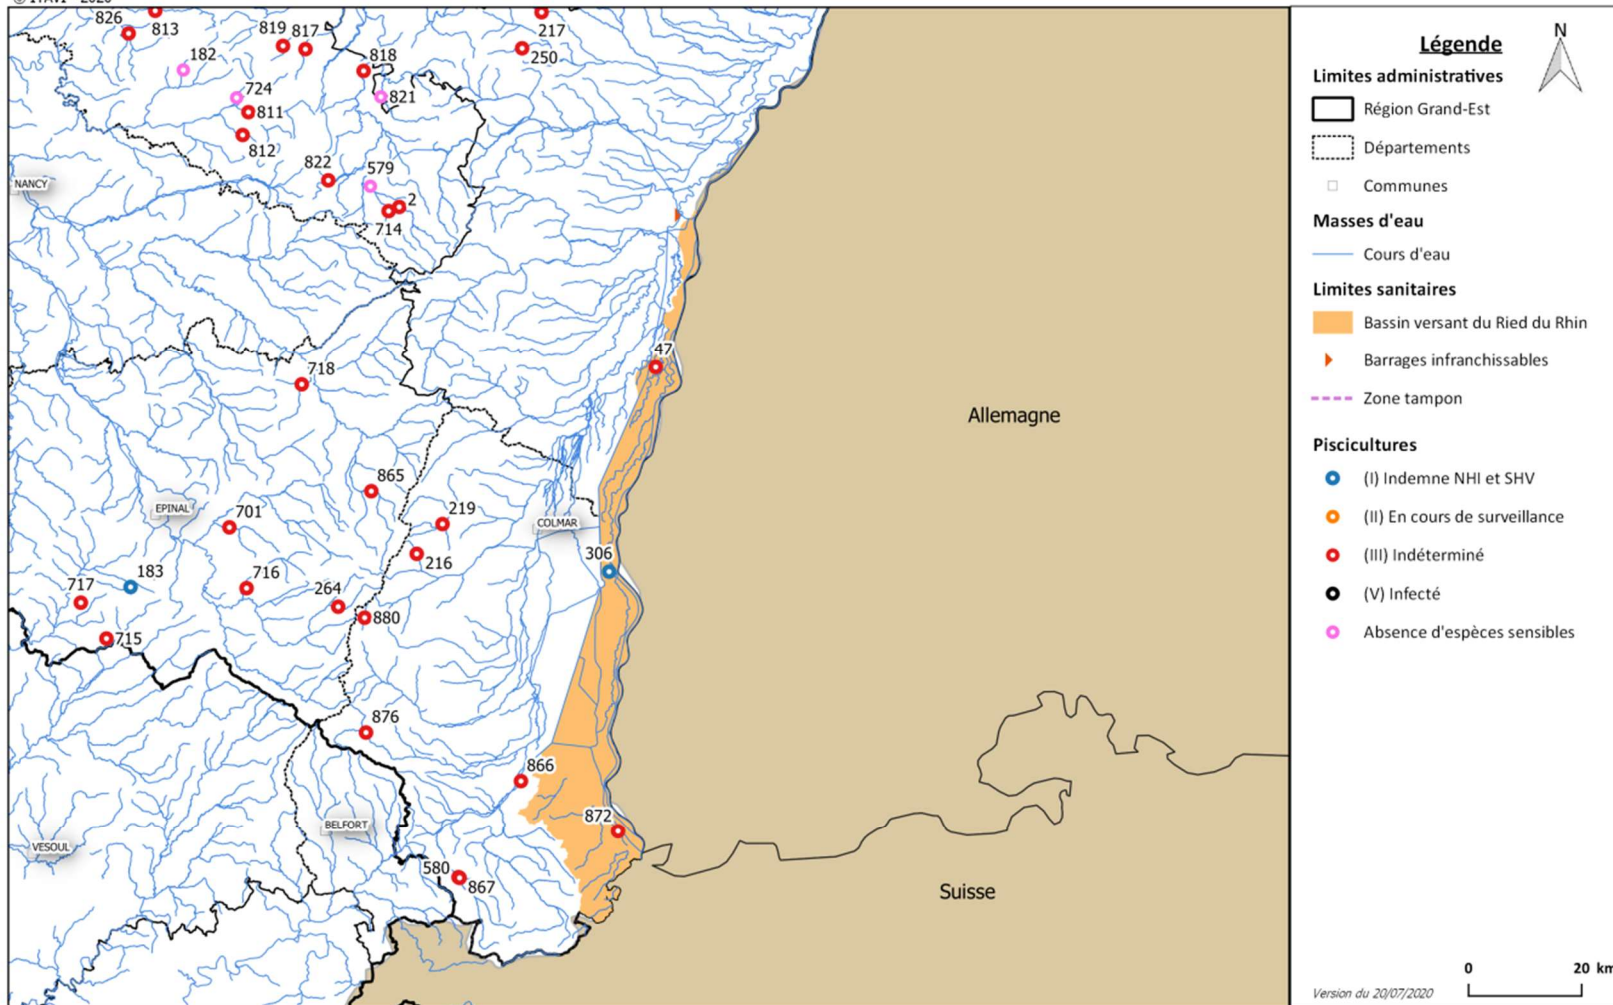 © ITAVI - 2020
826
813
819
817
217
182
818
250
724
821
811
812
822
579
NANCY
2
714
47
718
Allemagne
865
EPINAL
701
219
COLMAR
306
216
717
183
716
264
880
715
876
866
872
BELFORT
VESOUL
580
867
Suisse
Légende
N
Limites administratives
Région Grand-Est
Départements
Communes
Masses d'eau
Cours d'eau
Limites sanitaires
Bassin versant du Ried du Rhin
Barrages infranchissables
Zone tampon
Piscicultures
(I) Indemne NHI et SHV
(II) En cours de surveillance
(III) Indéterminé
(V) Infecté
Absence d'espèces sensibles
0 20 km
Version du 20/07/2020